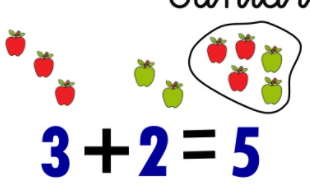 3 + 2 = 5